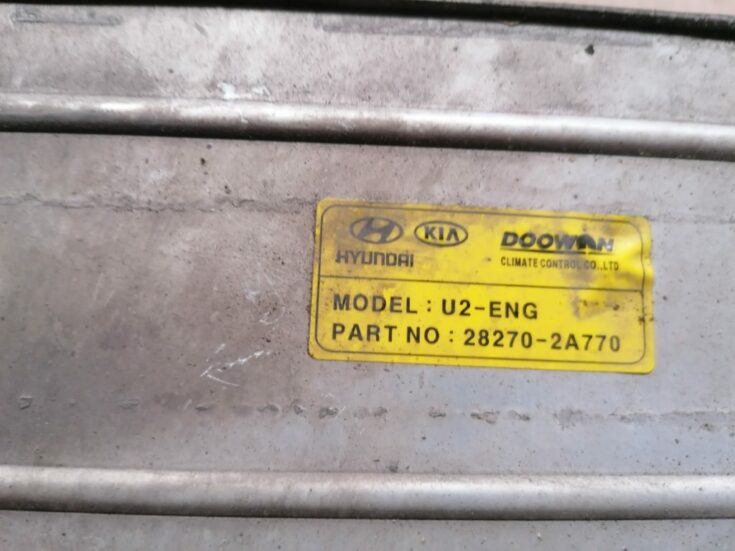 HYUNDAI
KIA
DOOWON
CLIMATE CONTROL CO.,LTD
MODEL : U2-ENG
PART NO : 28270-2A770